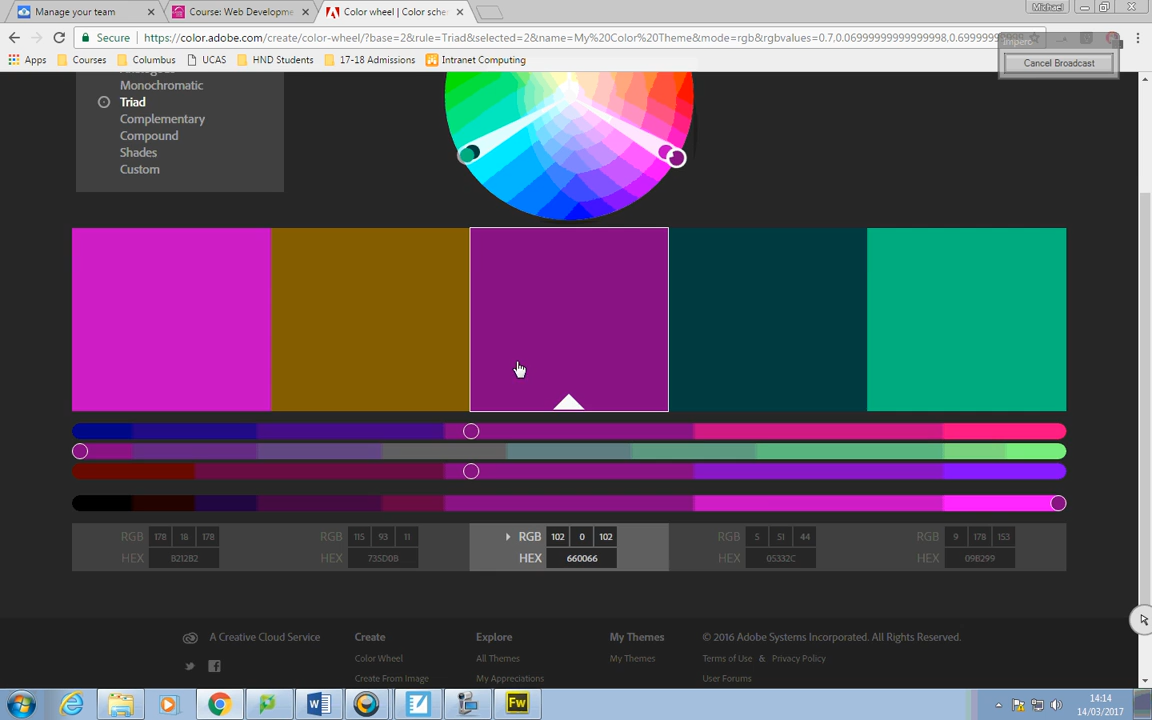 Manage your team
Course: Web Developme
Color wheel | Color sche
Michael
Secure
https://color.adobe.com/create/color-wheel/?base=2&rule=Triad&selected=2&name=My%20Color%20Theme&mode=rgb&rgbvalues=0.7,0.06999999999999998,0.6999999
Impero
Apps
Courses
Columbus
UCAS
HND Students
17-18 Admissions
Intranet Computing
Cancel Broadcast
Monochromatic
Triad
Complementary
Compound
Shades
Custom
RGB 178 18 178
HEX B212B2
RGB 115 93 11
HEX 735D0B
RGB 102 0 102
HEX 660066
RGB 5 51 44
HEX 05332C
RGB 9 178 153
HEX 09B299
A Creative Cloud Service
Create
Explore
My Themes
© 2016 Adobe Systems Incorporated. All Rights Reserved.
Color Wheel
All Themes
My Themes
Terms of Use & Privacy Policy
Create From Image
My Appreciations
User Forums
Fw
14:14
14/03/2017